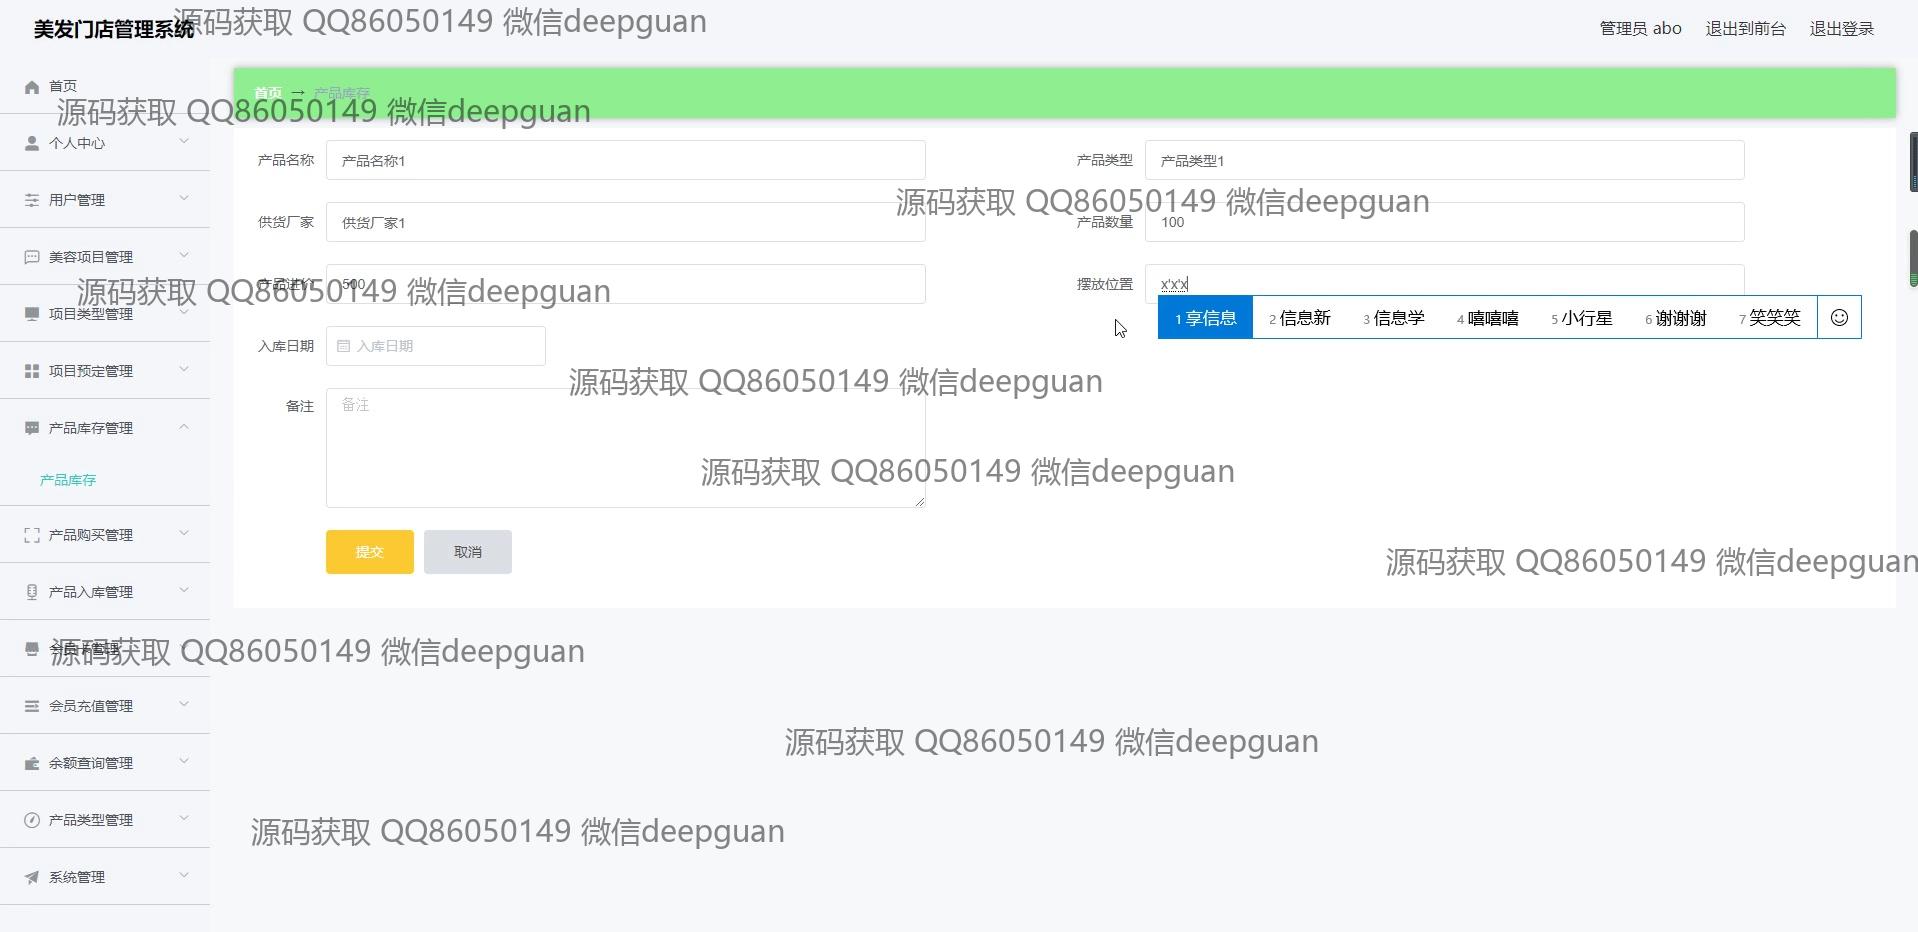 美发门店管理系统
源码获取 QQ86050149 微信deepguan
管理员 abo 退出到前台 退出登录
首页
首页 → 产品库存
源码获取 QQ86050149 微信deepguan
个人中心
产品名称 产品名称1
产品类型 产品类型1
用户管理
源码获取 QQ86050149 微信deepguan
供货厂家 供货厂家1
产品数量 100
美容项目管理
产品进价 500
摆放位置 x'x'x
源码获取 QQ86050149 微信deepguan
项目类型管理
1 享信息 2 信息新 3 信息学 4 嘻嘻嘻 5 小行星 6 谢谢谢 7 笑笑笑
入库日期 入库日期
项目预定管理
源码获取 QQ86050149 微信deepguan
备注 备注
产品库存管理
源码获取 QQ86050149 微信deepguan
产品库存
产品购买管理
提交 取消
源码获取 QQ86050149 微信deepguan
产品入库管理
会员卡管理
源码获取 QQ86050149 微信deepguan
会员充值管理
源码获取 QQ86050149 微信deepguan
余额查询管理
产品类型管理
源码获取 QQ86050149 微信deepguan
系统管理